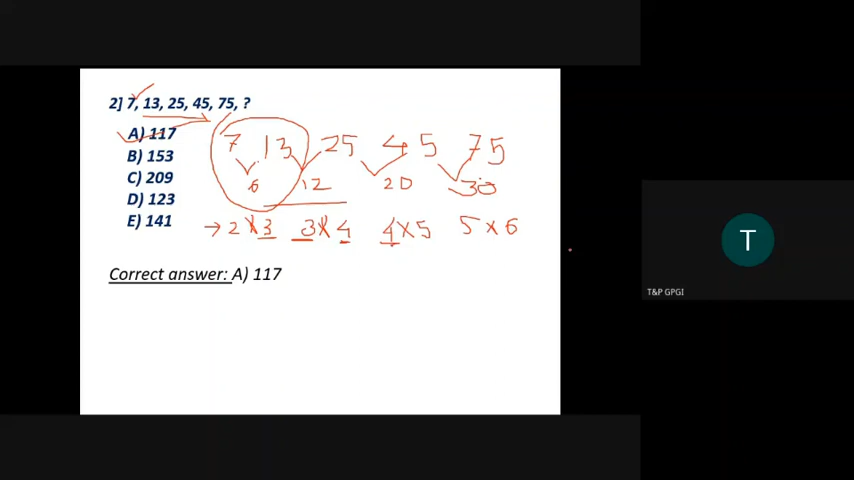 2] 7, 13, 25, 45, 75, ?
A) 117
7 13 25 45 75
B) 153
6 12 20 30
C) 209
D) 123
E) 141
→ 2 x 3 3 x 4 4 x 5 5 x 6
Correct answer: A) 117
T
T&P GPGI